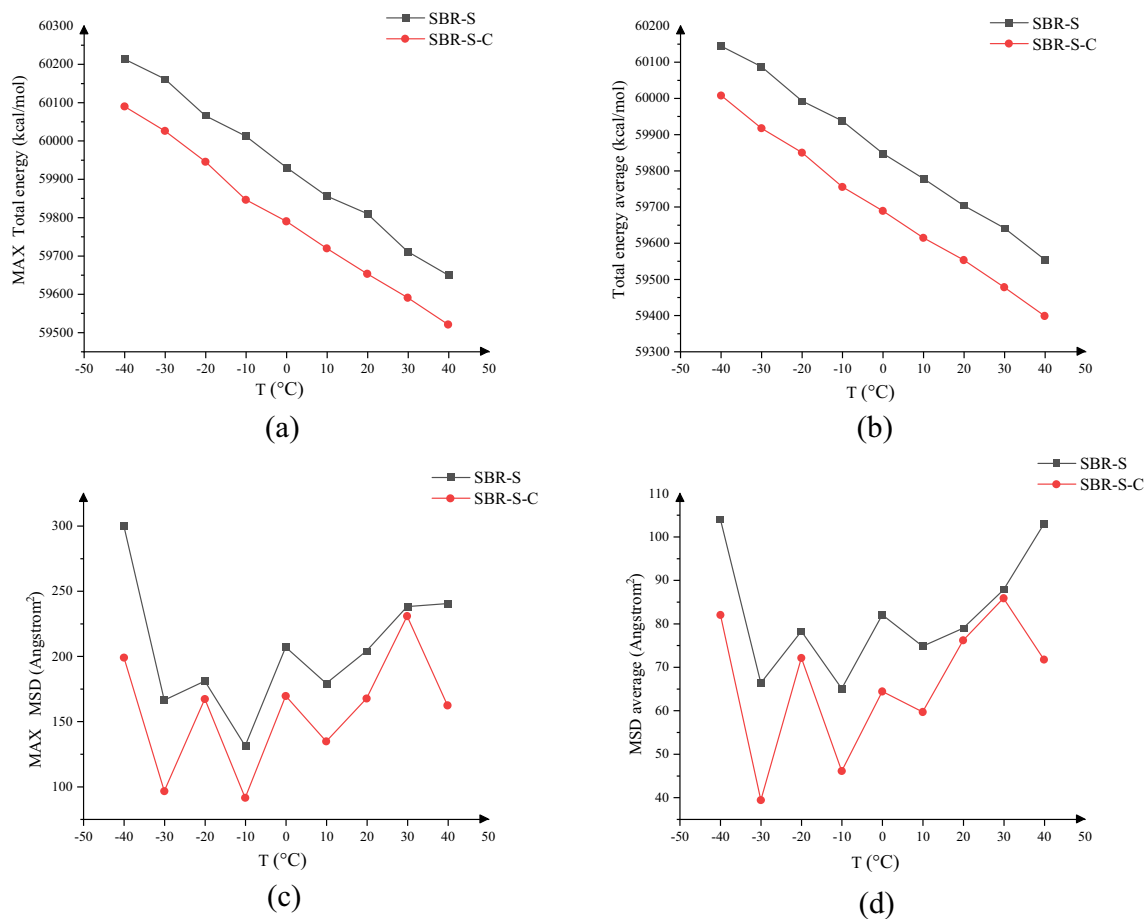 SBR-S
SBR-S-C
60300
60200
60100
60000
59900
59800
59700
59600
59500
MAX Total energy (kcal/mol)
-50 -40 -30 -20 -10 0 10 20 30 40 50
T (°C)
(a)
SBR-S
SBR-S-C
60200
60100
60000
59900
59800
59700
59600
59500
59400
59300
Total energy average (kcal/mol)
-50 -40 -30 -20 -10 0 10 20 30 40 50
T (°C)
(b)
SBR-S
SBR-S-C
300
250
200
150
100
MAX MSD (Angstrom²)
-50 -40 -30 -20 -10 0 10 20 30 40 50
T (°C)
(c)
SBR-S
SBR-S-C
110
100
90
80
70
60
50
40
MSD average (Angstrom²)
-50 -40 -30 -20 -10 0 10 20 30 40 50
T (°C)
(d)